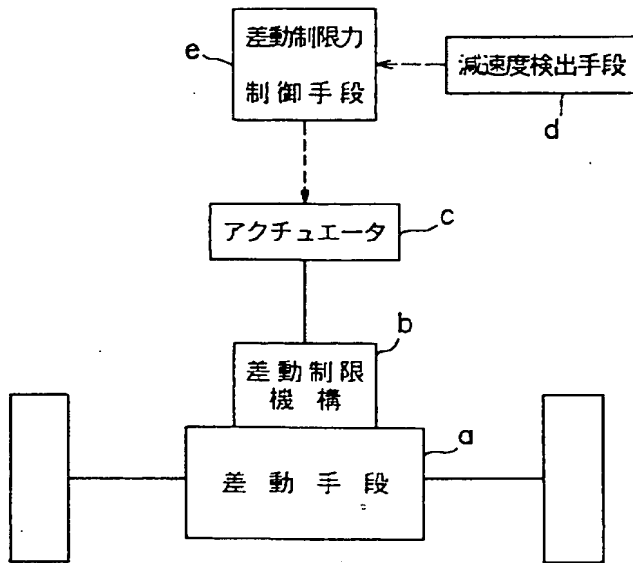 e
差動制限力
制御手段
減速度検出手段
d
アクチュエータ
c
b
差動制限
機構
a
差動手段